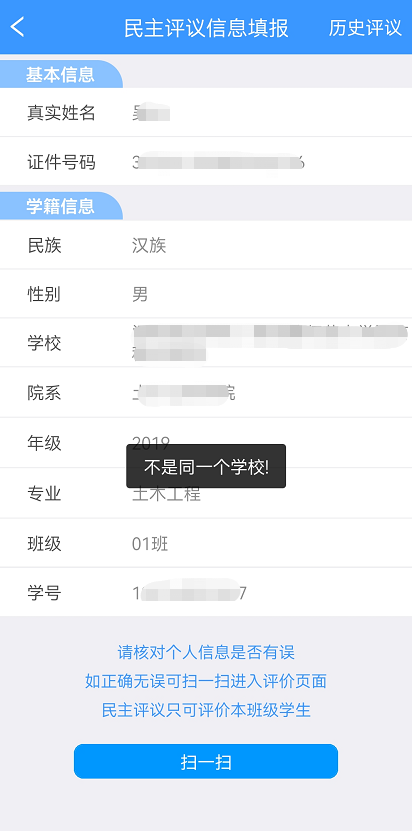 民主评议信息填报 历史评议
基本信息
真实姓名
证件号码 3 6
学籍信息
民族 汉族
性别 男
学校
院系 院
年级 2019
不是同一个学校!
专业 土木工程
班级 01班
学号 1 7
请核对个人信息是否有误
如正确无误可扫一扫进入评价页面
民主评议只可评价本班级学生
扫一扫